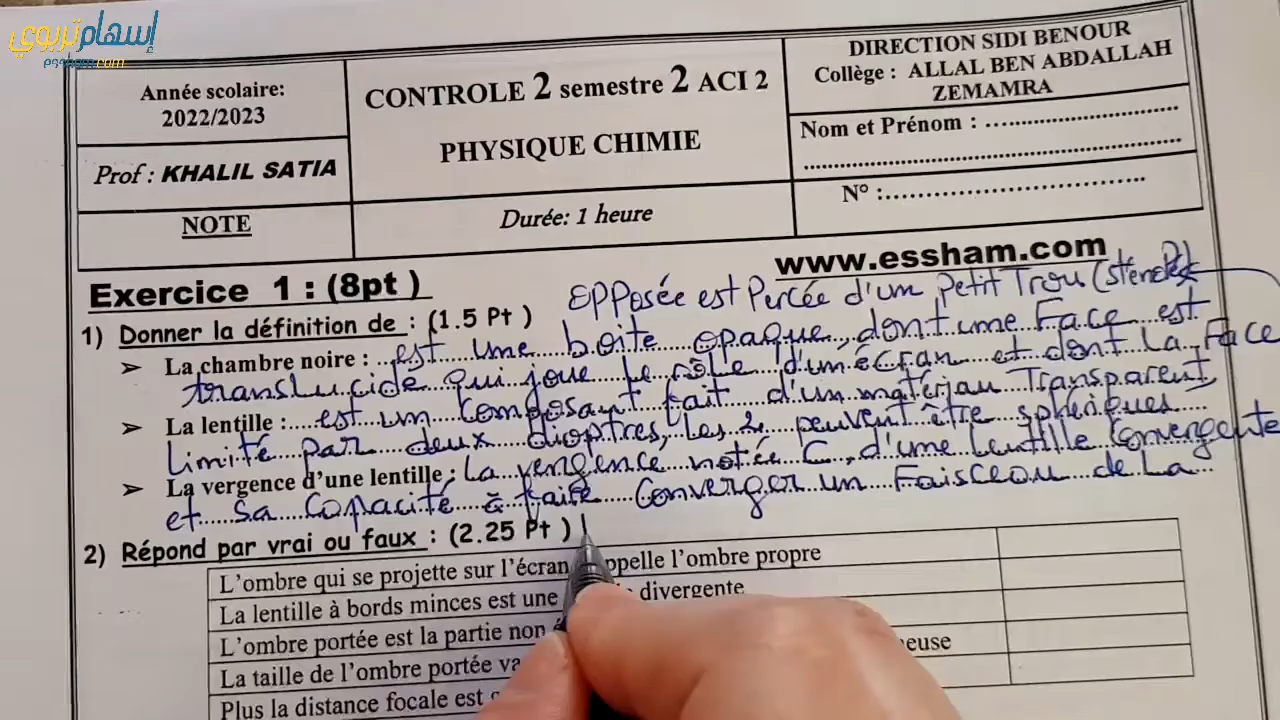 إسهام تربوي
essham.com
Année scolaire:
2022/2023
Prof : KHALIL SATIA
NOTE
CONTROLE 2 semestre 2 ACI 2
PHYSIQUE CHIMIE
Durée: 1 heure
DIRECTION SIDI BENOUR
Collège : ALLAL BEN ABDALLAH
ZEMAMRA
Nom et Prénom :
N° :
www.essham.com
Exercice 1 : (8pt )
opposée est Percée d'un Petit Trou
1) Donner la définition de : (1.5 Pt )
➢ La chambre noire : est une boite opaque, dont une Face est
translucide qui joue le rôle d'un écran et dont la Face
➢ La lentille : est un composant fait d'un matériau Transparent,
limité par deux dioptres, Les 2 peuvent être sphériques
➢ La vergence d'une lentille : La vergence notée C, d'une Lentille Convergente
et sa capacité à faire Converger un Faisceau de La
2) Répond par vrai ou faux : (2.25 Pt )
L'ombre qui se projette sur l'écran ppelle l'ombre propre
La lentille à bords minces est une divergente
L'ombre portée est la partie non euse
La taille de l'ombre portée va
Plus la distance focale est